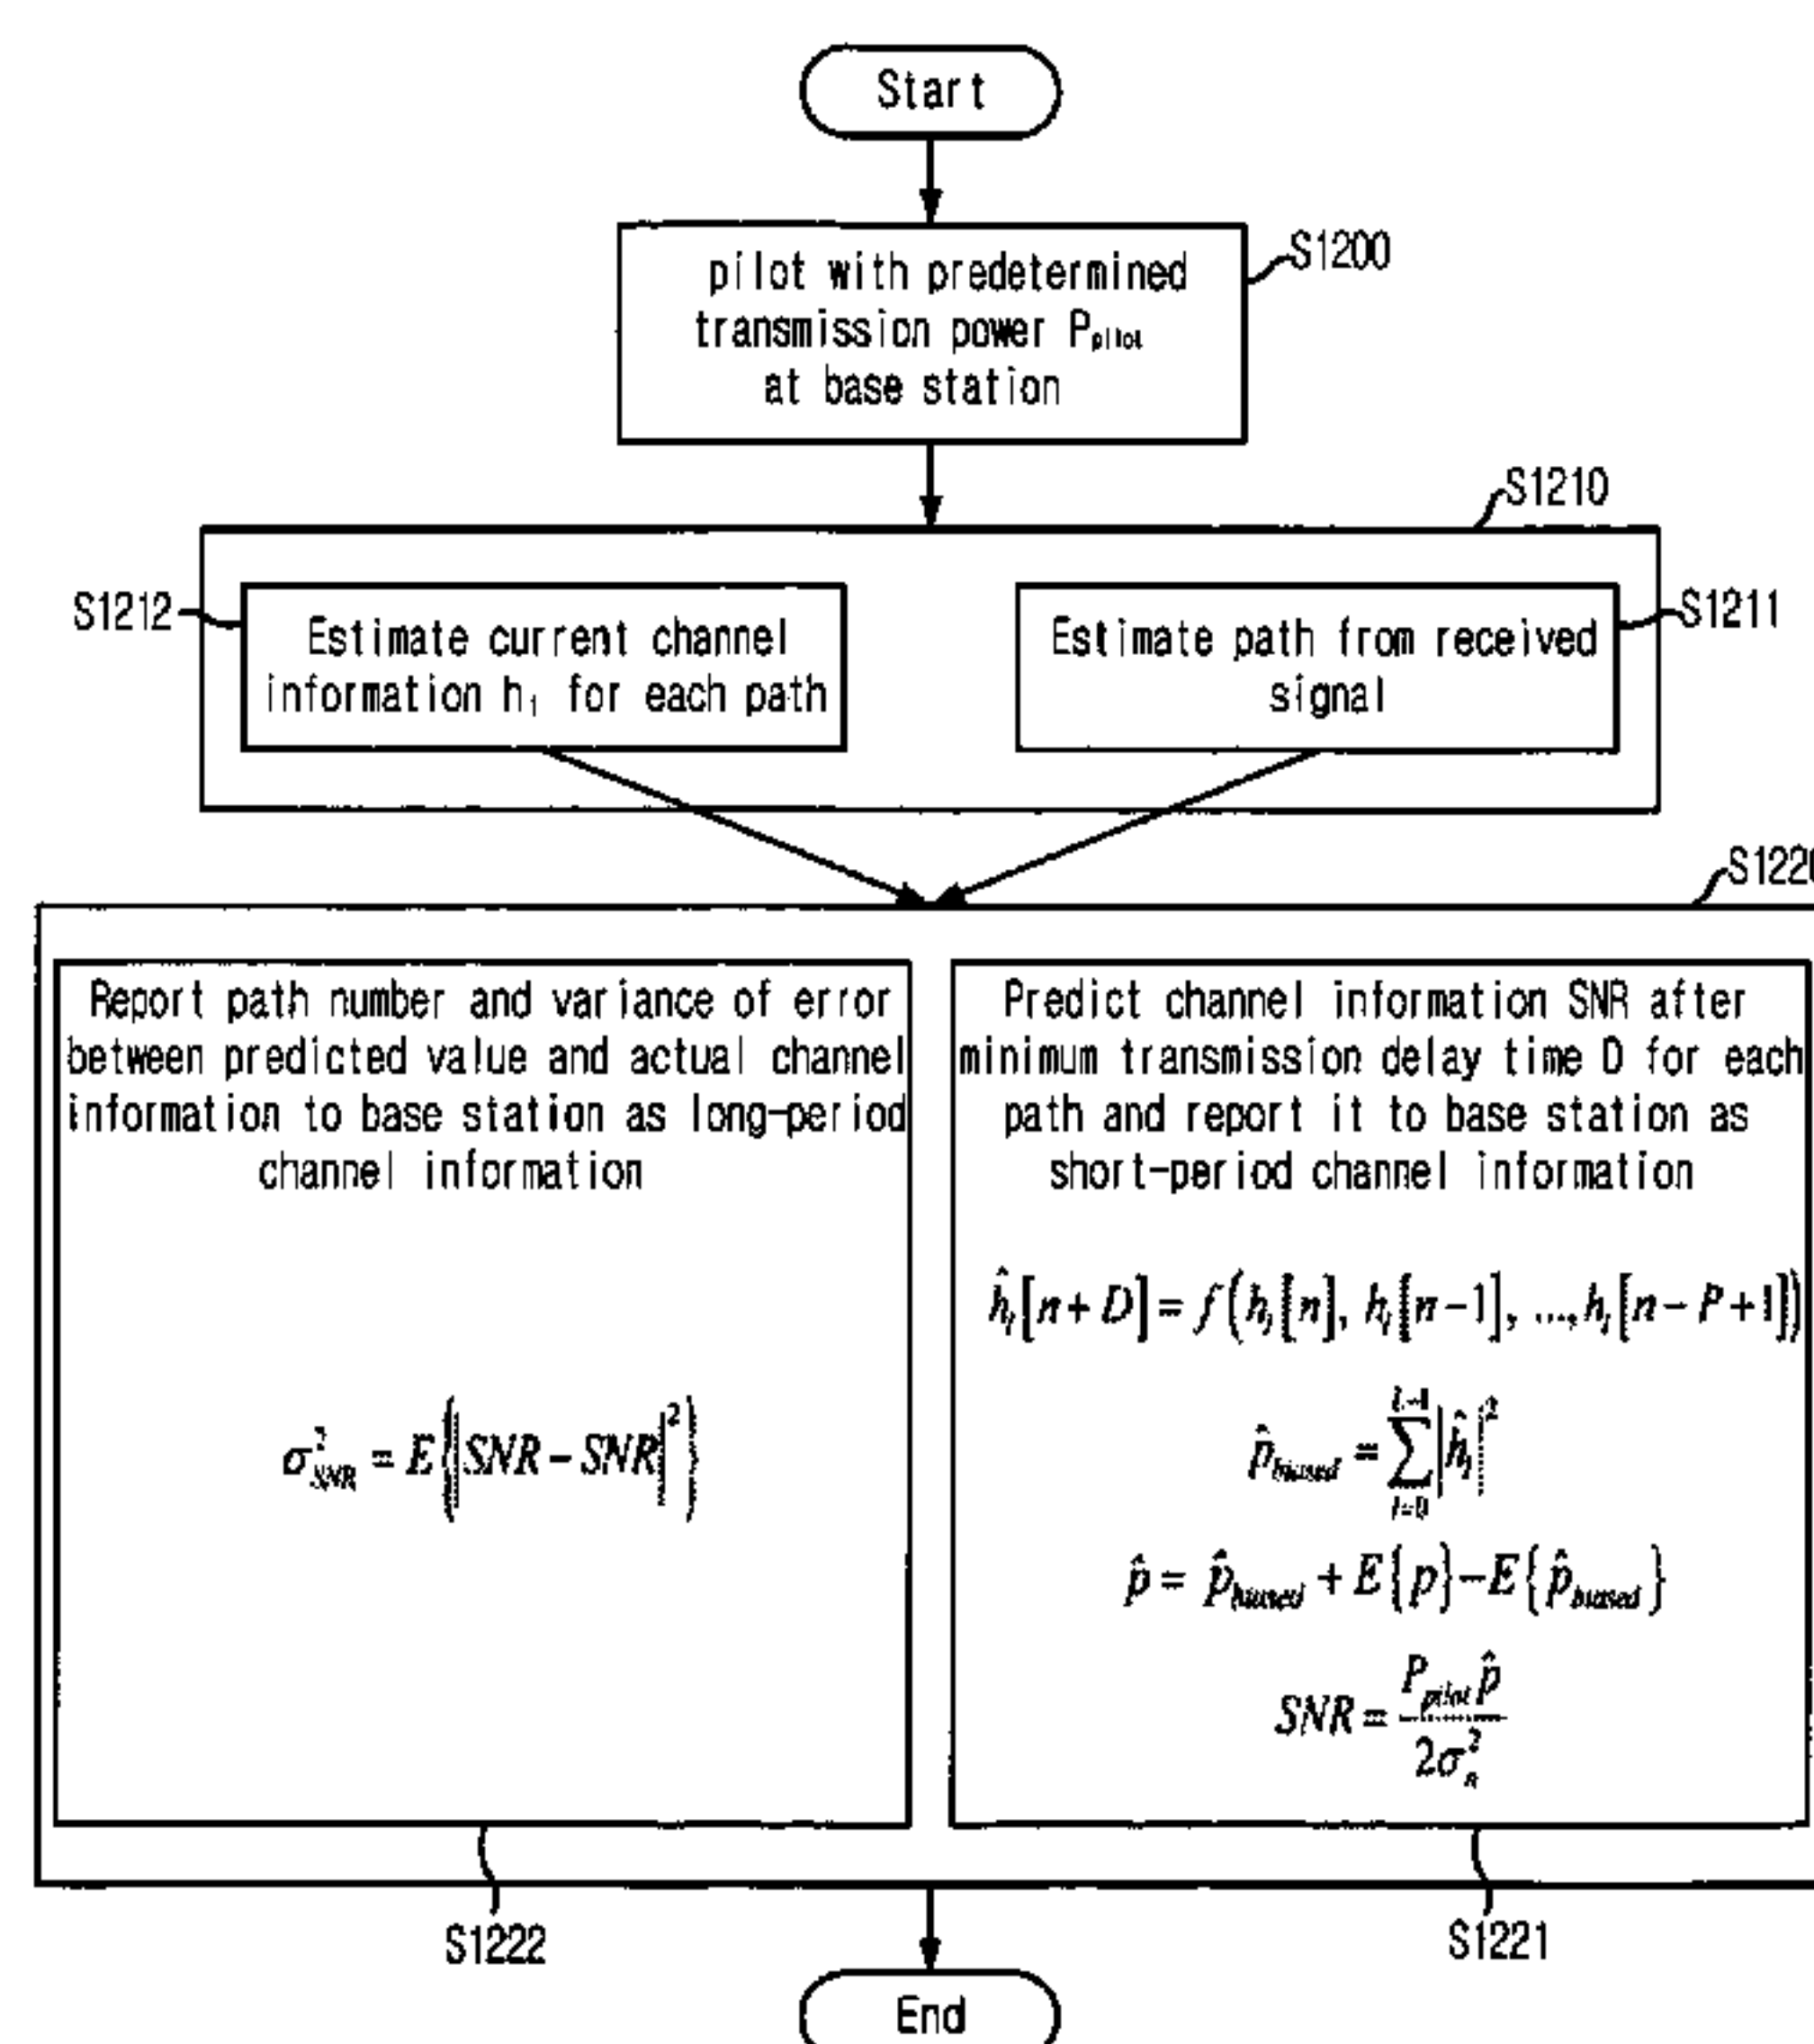 Start
pilot with predetermined
transmission power P_pilot
at base station
S1200
S1210
S1212
Estimate current channel
information h_l for each path
Estimate path from received
signal
S1211
Report path number and variance of error
between predicted value and actual channel
information to base station as long-period
channel information
σ²_SNR = E{|SNR − SNR|²}
S1222
Predict channel information SNR after
minimum transmission delay time D for each
path and report it to base station as
short-period channel information
ĥ_l[n + D] = f(h_l[n], h_l[n−1], ..., h_l[n − P + 1])
p̂_biased = ∑_{l=0}^{L−1} |ĥ_l|²
p̂ = p̂_biased + E{p} − E{p̂_biased}
SNR = P_pilot p̂ / 2σ²_n
S1221
End